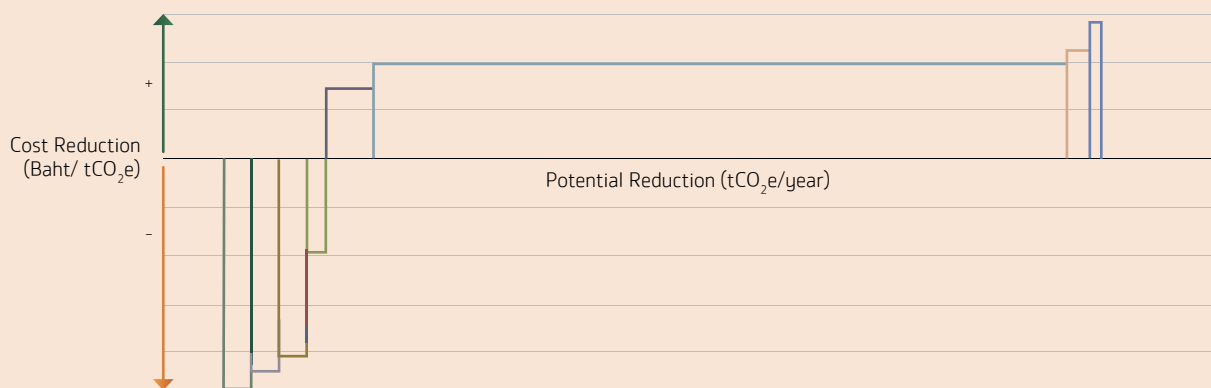 +
Cost Reduction
(Baht/ tCO₂e)
Potential Reduction (tCO₂e/year)
–